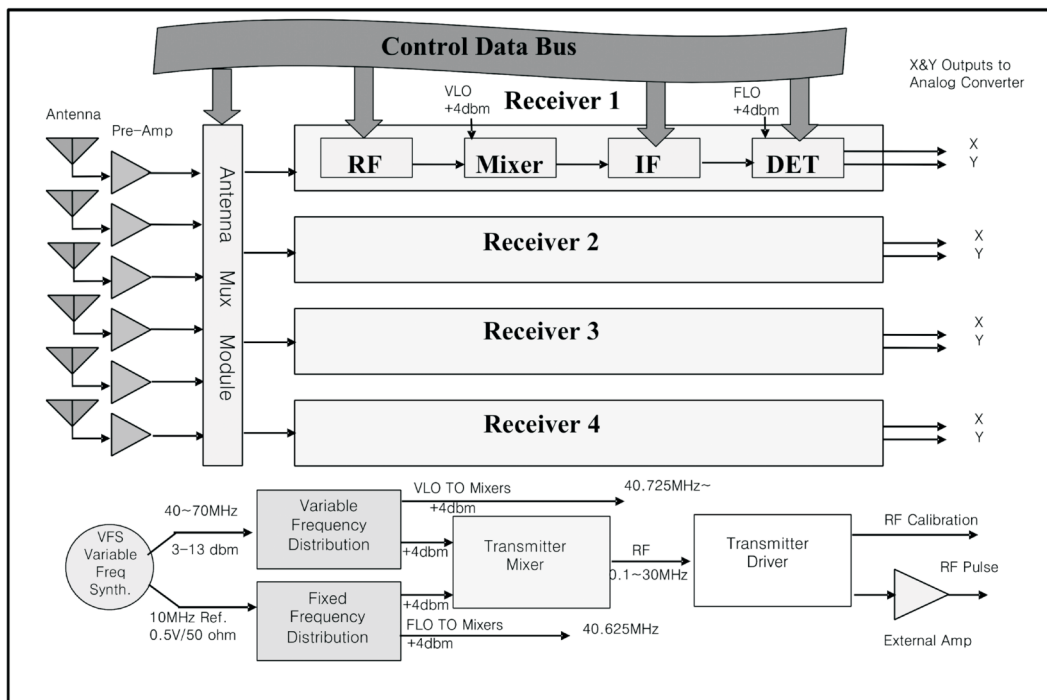 Control Data Bus
X&Y Outputs to
Analog Converter
Antenna
Pre-Amp
VLO
+4dbm
Receiver 1
FLO
+4dbm
RF
Mixer
IF
DET
X
Y
Antenna Mux Module
Receiver 2
X
Y
Receiver 3
X
Y
Receiver 4
X
Y
VFS
Variable
Freq
Synth.
40~70MHz
3-13 dbm
10MHz Ref.
0.5V/50 ohm
Variable
Frequency
Distribution
Fixed
Frequency
Distribution
VLO TO Mixers
+4dbm
40.725MHz~
+4dbm
+4dbm
FLO TO Mixers
+4dbm
40.625MHz
Transmitter
Mixer
RF
0.1~30MHz
Transmitter
Driver
RF Calibration
RF Pulse
External Amp